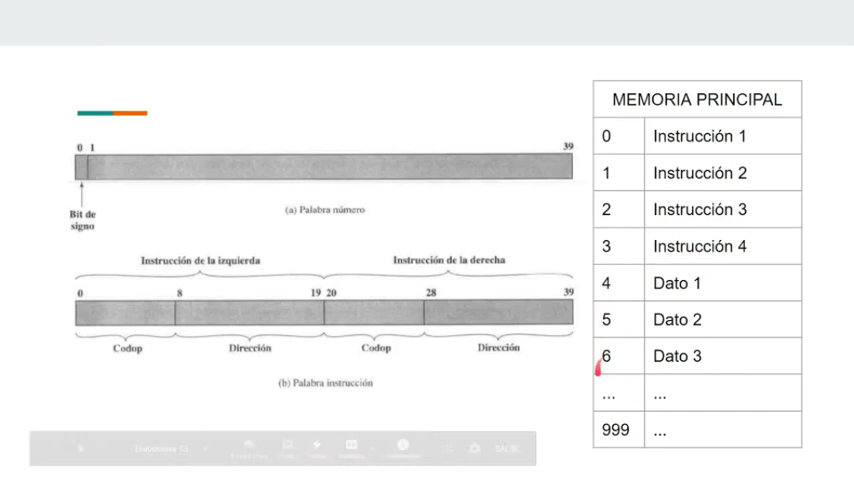 0 1 39
Bit de
signo
(a) Palabra número
Instrucción de la izquierda Instrucción de la derecha
0 8 19 20 28 39
Codop Dirección Codop Dirección
(b) Palabra instrucción
MEMORIA PRINCIPAL
0 Instrucción 1
1 Instrucción 2
2 Instrucción 3
3 Instrucción 4
4 Dato 1
5 Dato 2
6 Dato 3
... ...
999 ...
SALIR